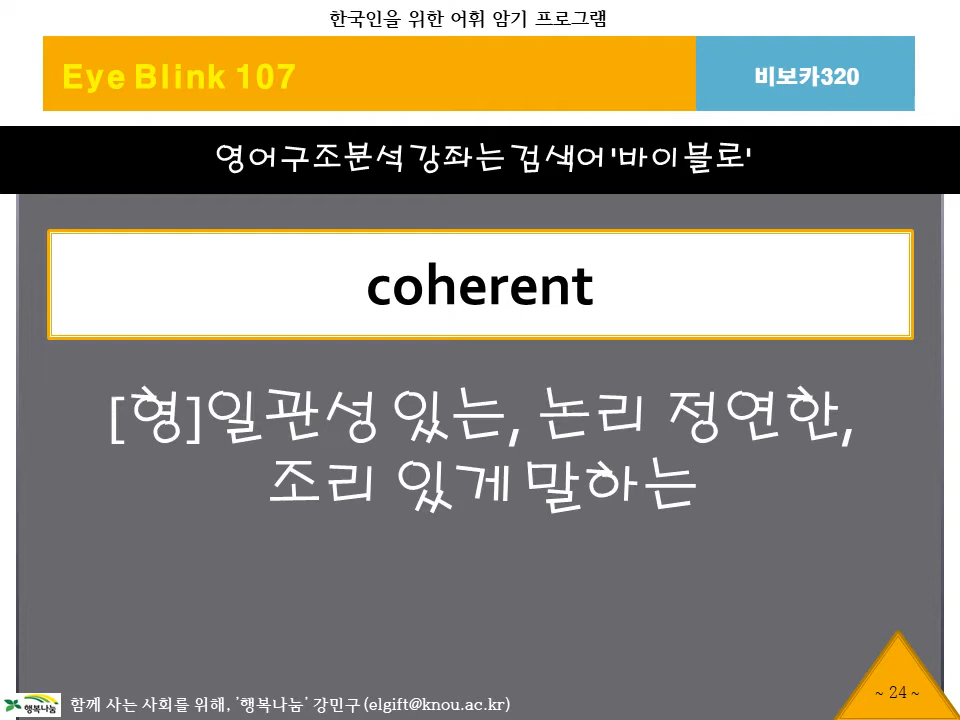 한국인을 위한 어휘 암기 프로그램
Eye Blink 107
비보카320
영어구조분석 강좌는 검색어 '바이블로'
coherent
[형]일관성 있는, 논리 정연한,
조리 있게 말하는
~ 24 ~
행복나눔
함께 사는 사회를 위해, '행복나눔' 강민구(elgift@knou.ac.kr)